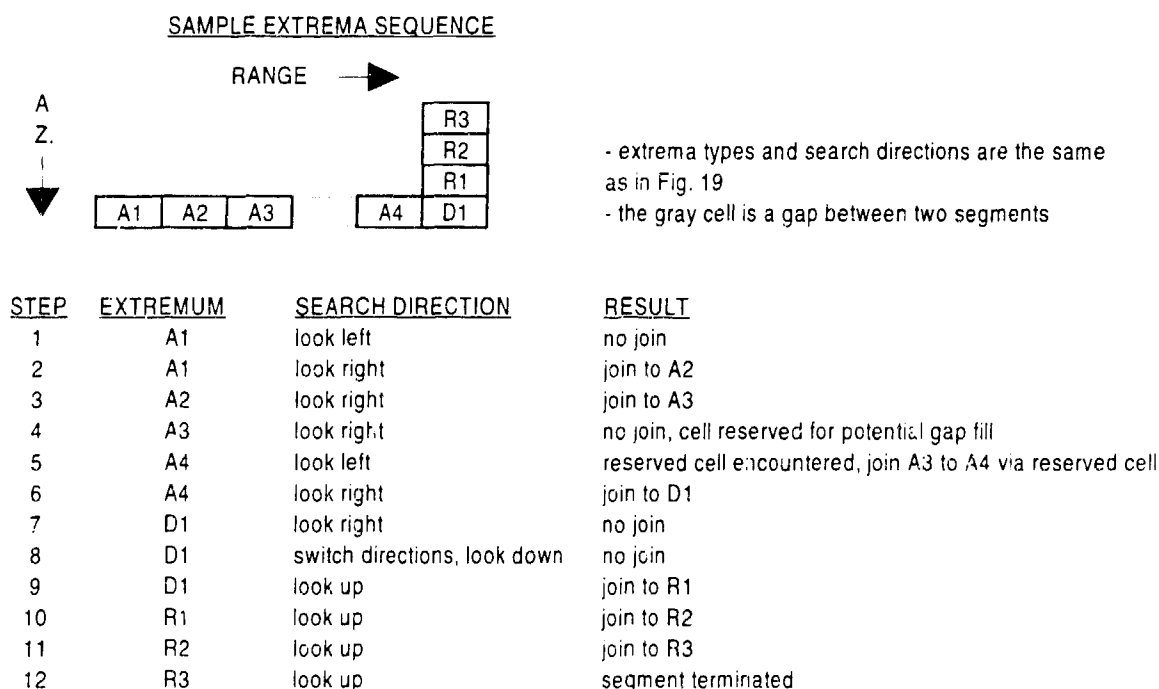 SAMPLE EXTREMA SEQUENCE
RANGE
A
Z.
R3
R2
R1
A1 A2 A3 A4 D1
- extrema types and search directions are the same
as in Fig. 19
- the gray cell is a gap between two segments
STEP EXTREMUM SEARCH DIRECTION RESULT
1 A1 look left no join
2 A1 look right join to A2
3 A2 look right join to A3
4 A3 look right no join, cell reserved for potential gap fill
5 A4 look left reserved cell encountered, join A3 to A4 via reserved cell
6 A4 look right join to D1
7 D1 look right no join
8 D1 switch directions, look down no join
9 D1 look up join to R1
10 R1 look up join to R2
11 R2 look up join to R3
12 R3 look up segment terminated